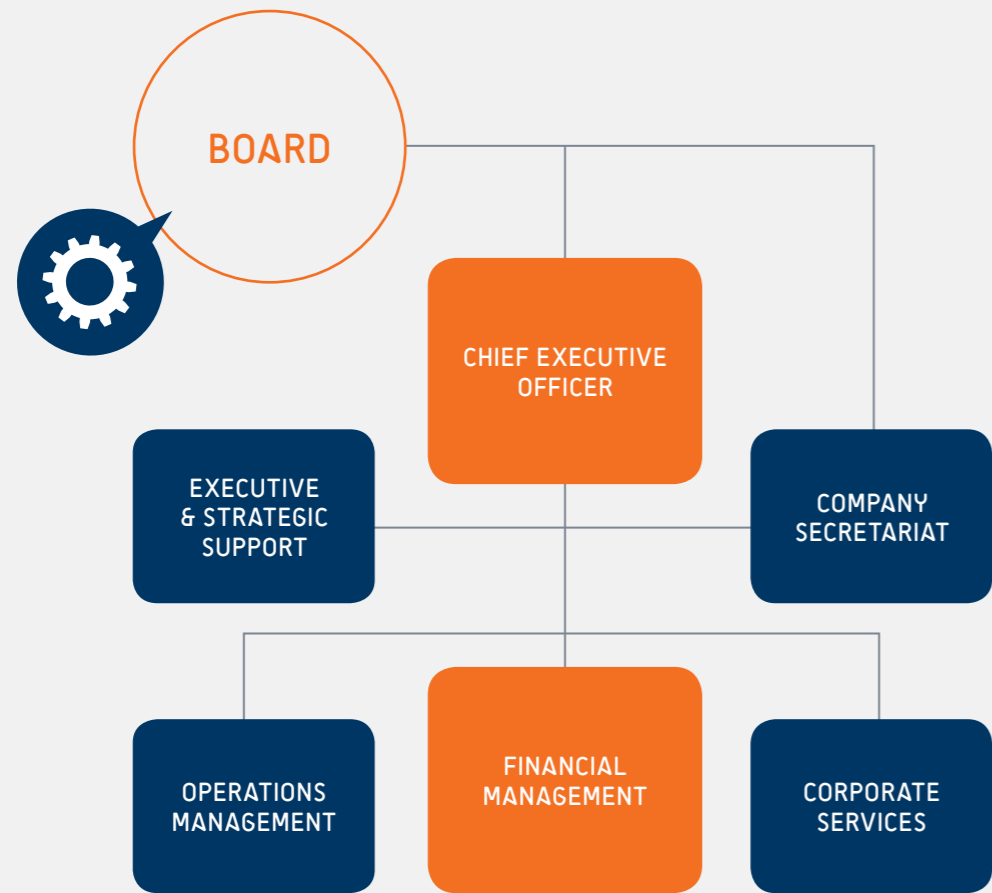 BOARD
CHIEF EXECUTIVE
OFFICER
EXECUTIVE
& STRATEGIC
SUPPORT
COMPANY
SECRETARIAT
OPERATIONS
MANAGEMENT
FINANCIAL
MANAGEMENT
CORPORATE
SERVICES